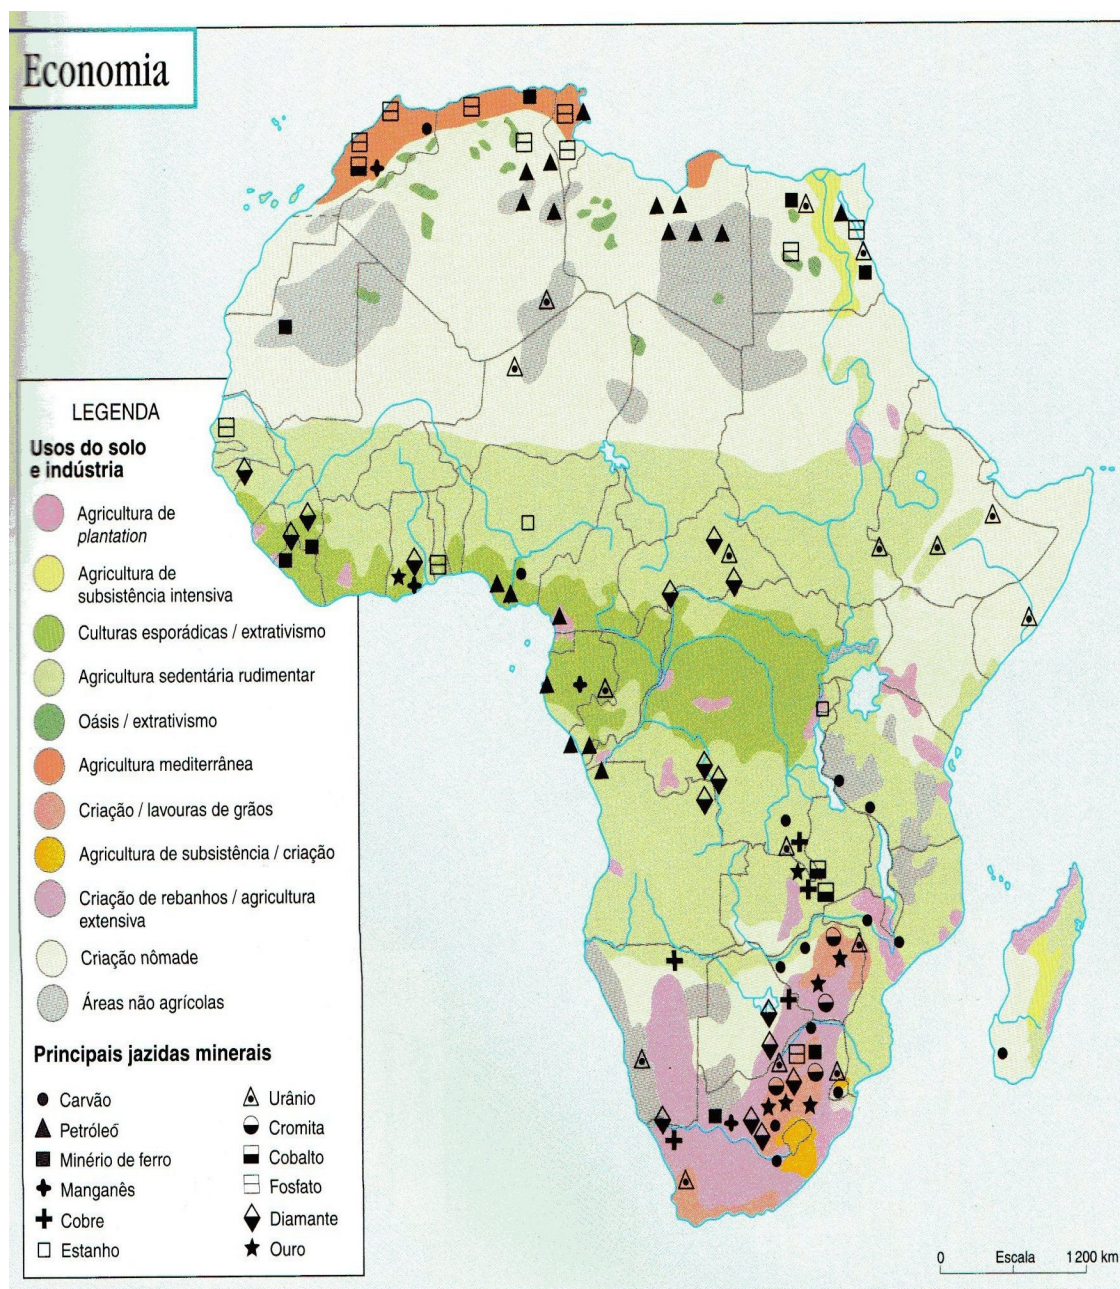 Economia
LEGENDA
Usos do solo
e indústria
Agricultura de
plantation
Agricultura de
subsistência intensiva
Culturas esporádicas / extrativismo
Agricultura sedentária rudimentar
Oásis / extrativismo
Agricultura mediterrânea
Criação / lavouras de grãos
Agricultura de subsistência / criação
Criação de rebanhos / agricultura
extensiva
Criação nômade
Áreas não agrícolas
Principais jazidas minerais
Carvão
Petróleo
Minério de ferro
Manganês
Cobre
Estanho
Urânio
Cromita
Cobalto
Fosfato
Diamante
Ouro
0 Escala 1 200 km